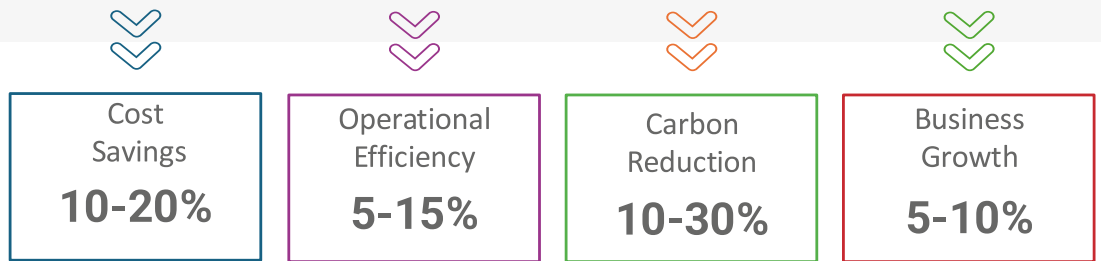 Cost
Savings
10-20%
Operational
Efficiency
5-15%
Carbon
Reduction
10-30%
Business
Growth
5-10%